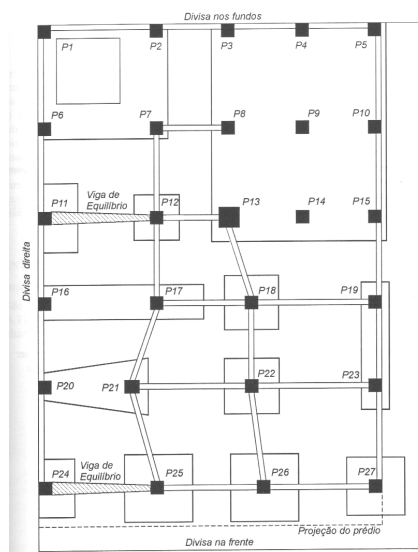 Divisa nos fundos
P1 P2 P3 P4 P5
P6 P7 P8 P9 P10
P11 Viga de
Equilíbrio P12 P13 P14 P15
Divisa direita
P16 P17 P18 P19
P20 P21 P22 P23
P24 Viga de
Equilíbrio P25 P26 P27
Projeção do prédio
Divisa na frente